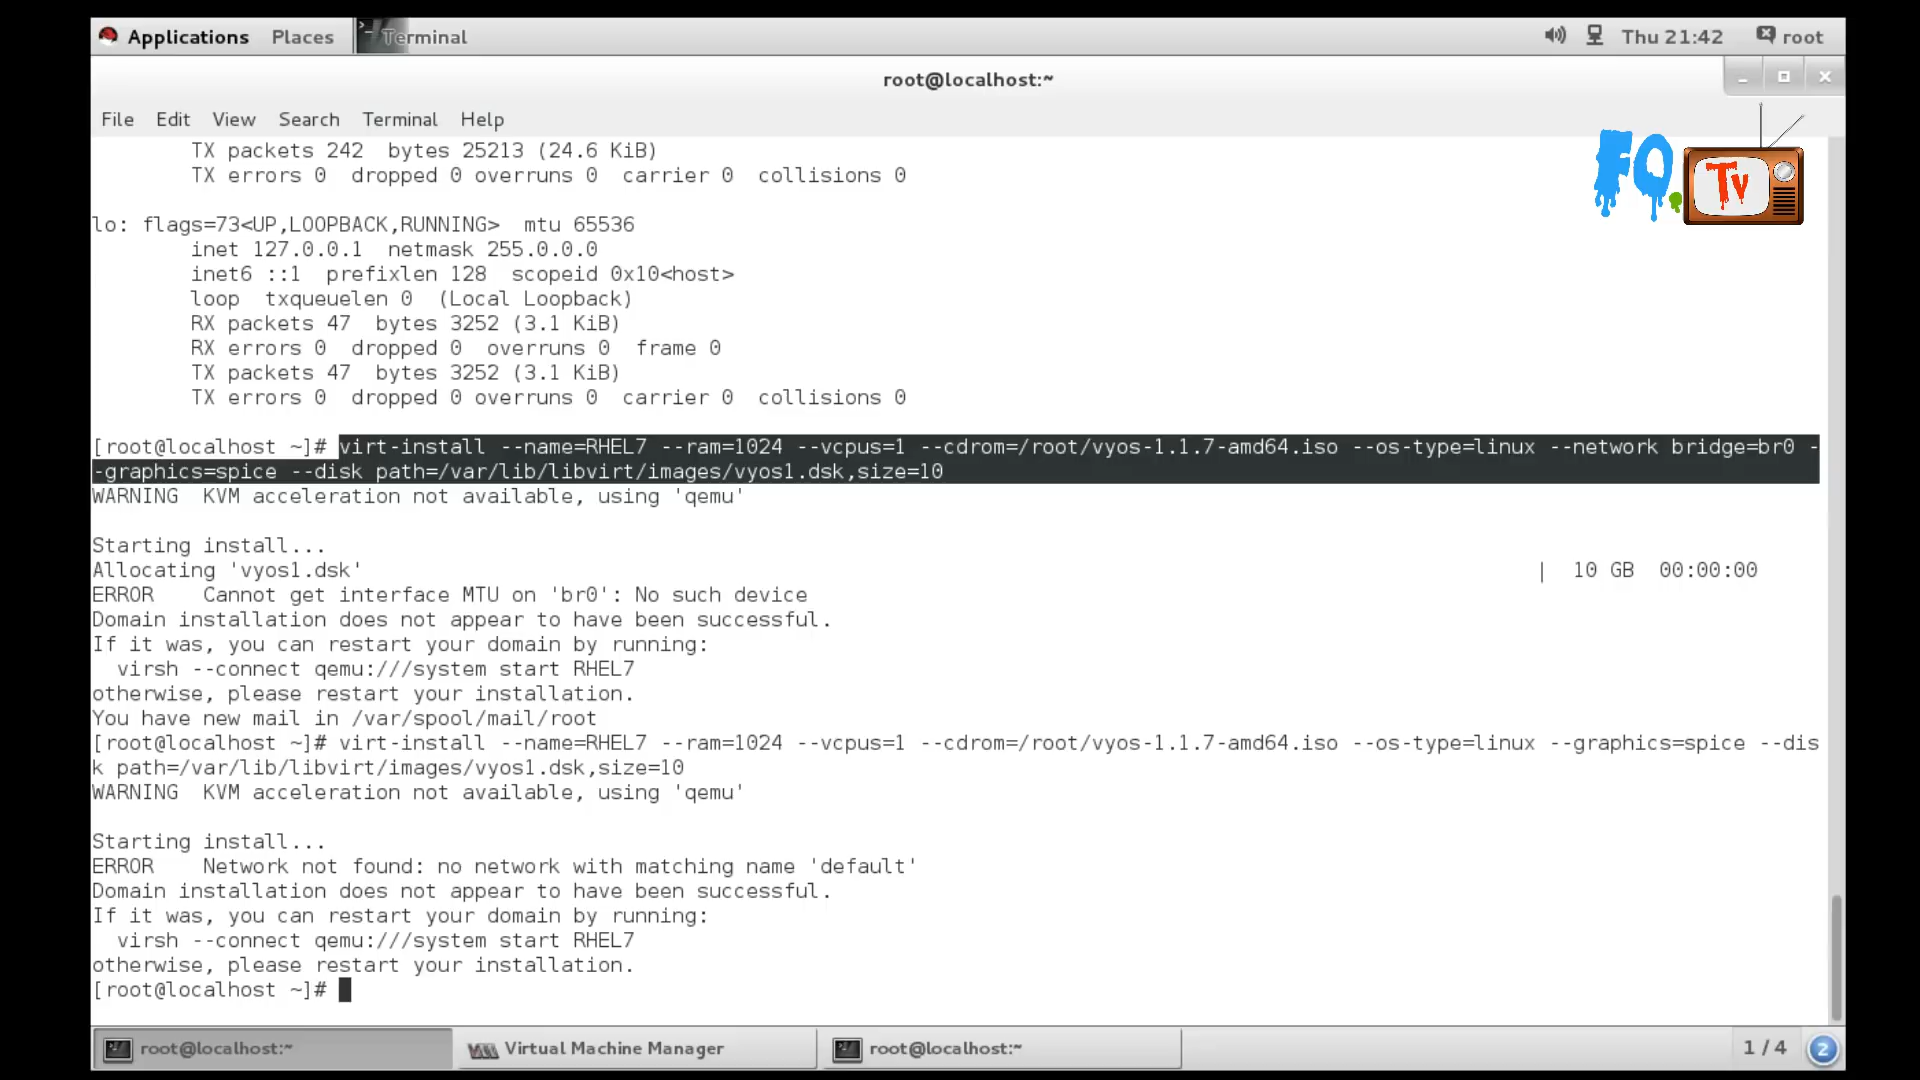 Applications Places Terminal Thu 21:42 root
root@localhost:~
File Edit View Search Terminal Help
FQ.Tv
TX packets 242 bytes 25213 (24.6 KiB)
TX errors 0 dropped 0 overruns 0 carrier 0 collisions 0
lo: flags=73<UP,LOOPBACK,RUNNING> mtu 65536
inet 127.0.0.1 netmask 255.0.0.0
inet6 ::1 prefixlen 128 scopeid 0x10<host>
loop txqueuelen 0 (Local Loopback)
RX packets 47 bytes 3252 (3.1 KiB)
RX errors 0 dropped 0 overruns 0 frame 0
TX packets 47 bytes 3252 (3.1 KiB)
TX errors 0 dropped 0 overruns 0 carrier 0 collisions 0
[root@localhost ~]# virt-install --name=RHEL7 --ram=1024 --vcpus=1 --cdrom=/root/vyos-1.1.7-amd64.iso --os-type=linux --network bridge=br0 -
-graphics=spice --disk path=/var/lib/libvirt/images/vyos1.dsk,size=10
WARNING KVM acceleration not available, using 'qemu'
Starting install...
Allocating 'vyos1.dsk' | 10 GB 00:00:00
ERROR Cannot get interface MTU on 'br0': No such device
Domain installation does not appear to have been successful.
If it was, you can restart your domain by running:
virsh --connect qemu:///system start RHEL7
otherwise, please restart your installation.
You have new mail in /var/spool/mail/root
[root@localhost ~]# virt-install --name=RHEL7 --ram=1024 --vcpus=1 --cdrom=/root/vyos-1.1.7-amd64.iso --os-type=linux --graphics=spice --dis
k path=/var/lib/libvirt/images/vyos1.dsk,size=10
WARNING KVM acceleration not available, using 'qemu'
Starting install...
ERROR Network not found: no network with matching name 'default'
Domain installation does not appear to have been successful.
If it was, you can restart your domain by running:
virsh --connect qemu:///system start RHEL7
otherwise, please restart your installation.
[root@localhost ~]#
root@localhost:~ Virtual Machine Manager root@localhost:~ 1 / 4 2